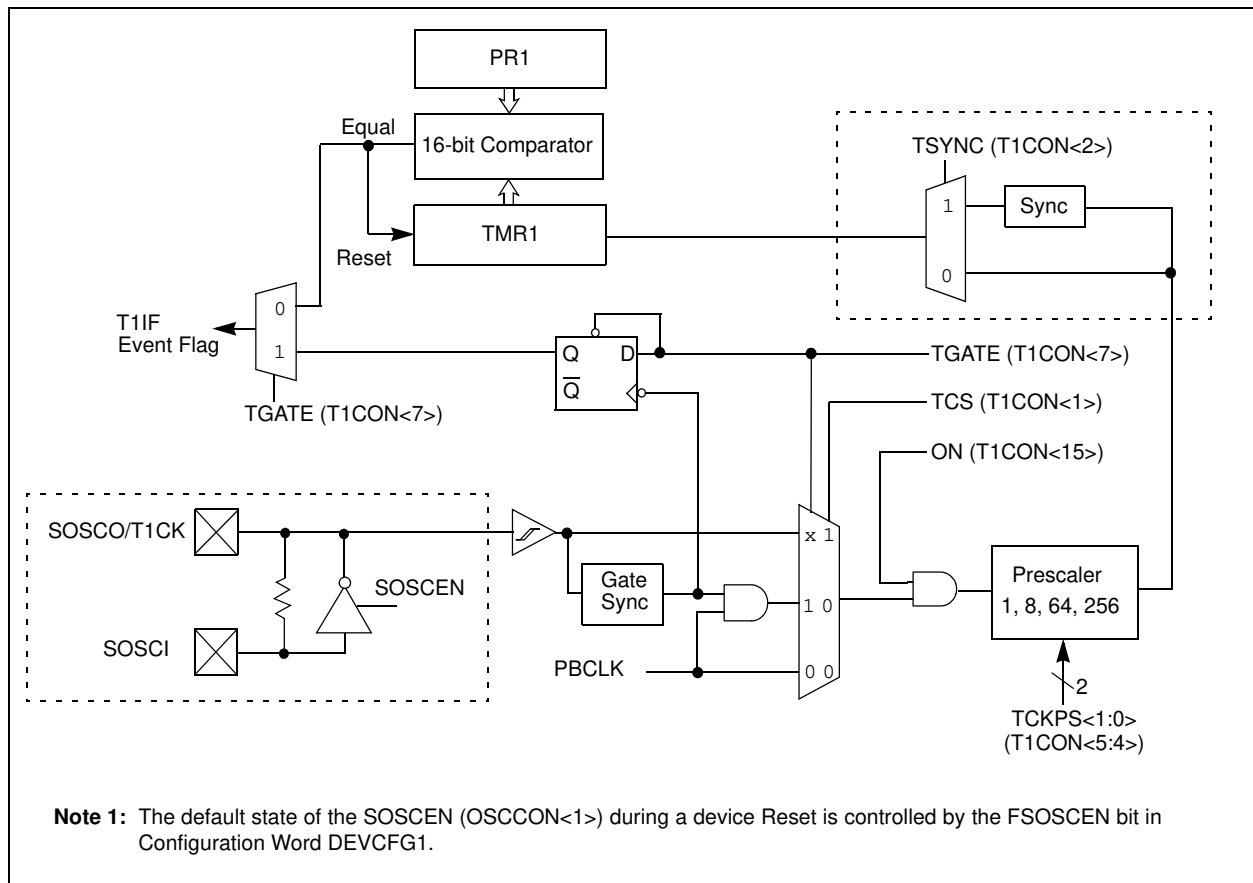 PR1
Equal
16-bit Comparator
TSYNC (T1CON<2>)
1
Sync
TMR1
Reset
0
0
T1IF
Event Flag
1
Q
D
Q
TGATE (T1CON<7>)
TGATE (T1CON<7>)
TCS (T1CON<1>)
ON (T1CON<15>)
SOSCO/T1CK
x 1
SOSCEN
Gate
Sync
Prescaler
1, 8, 64, 256
1 0
SOSCI
PBCLK
0 0
2
TCKPS<1:0>
(T1CON<5:4>)
Note 1: The default state of the SOSCEN (OSCCON<1>) during a device Reset is controlled by the FSOSCEN bit in
Configuration Word DEVCFG1.